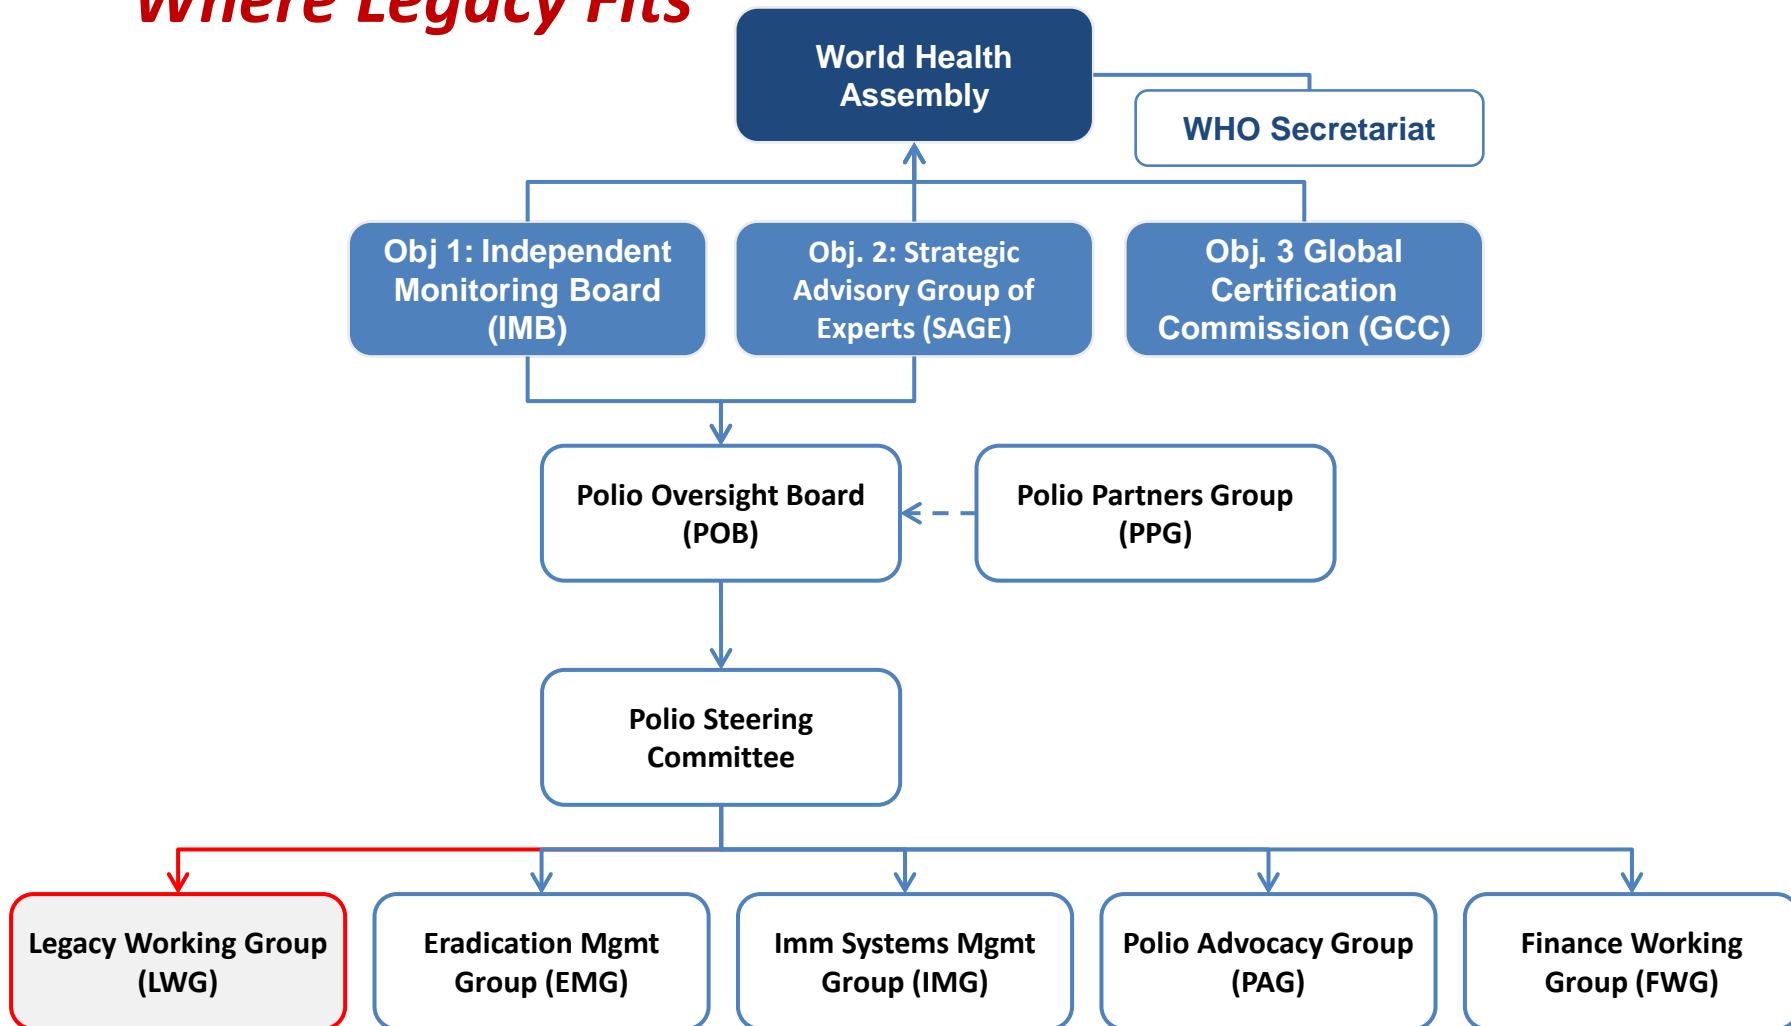 Where Legacy Fits
World Health
Assembly
WHO Secretariat
Obj 1: Independent
Monitoring Board
(IMB)
Obj. 2: Strategic
Advisory Group of
Experts (SAGE)
Obj. 3 Global
Certification
Commission (GCC)
Polio Oversight Board
(POB)
Polio Partners Group
(PPG)
Polio Steering
Committee
Legacy Working Group
(LWG)
Eradication Mgmt
Group (EMG)
Imm Systems Mgmt
Group (IMG)
Polio Advocacy Group
(PAG)
Finance Working
Group (FWG)